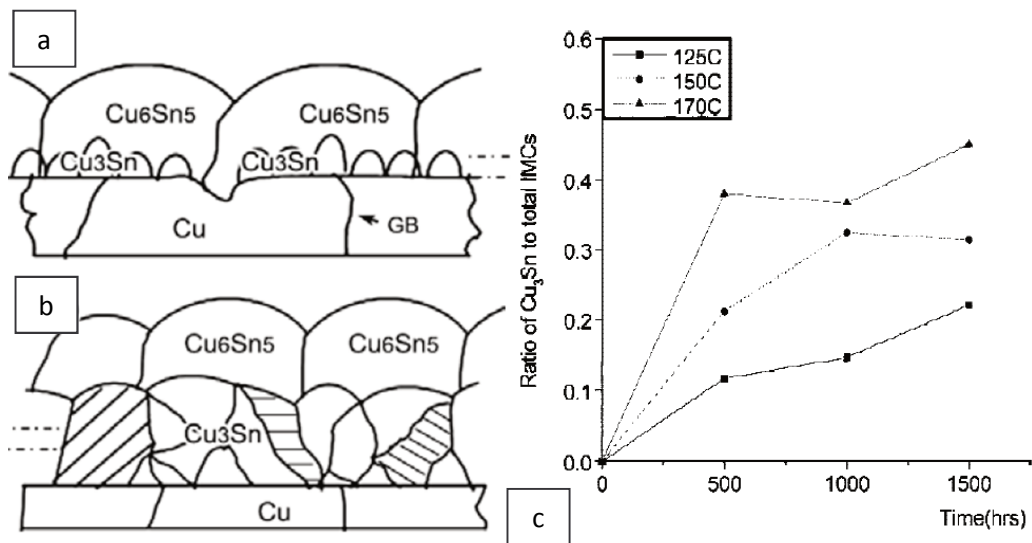 a
Cu6Sn5
Cu6Sn5
Cu3Sn
Cu3Sn
Cu
GB
b
Cu6Sn5
Cu6Sn5
Cu3Sn
Cu
c
0.6
0.5
0.4
0.3
0.2
0.1
0.0
Ratio of Cu₃Sn to total IMCs
125C
150C
170C
0
500
1000
1500
Time(hrs)